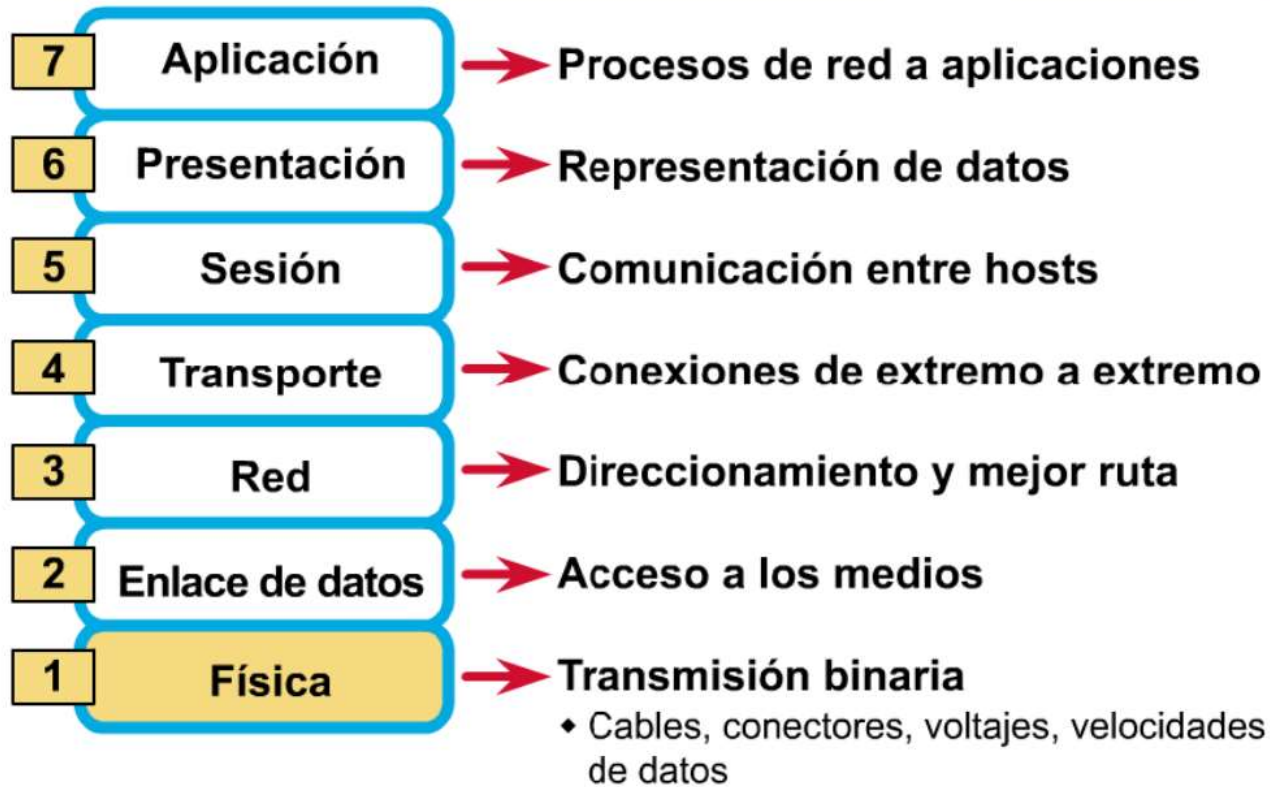 7 Aplicación Procesos de red a aplicaciones
6 Presentación Representación de datos
5 Sesión Comunicación entre hosts
4 Transporte Conexiones de extremo a extremo
3 Red Direccionamiento y mejor ruta
2 Enlace de datos Acceso a los medios
1 Física Transmisión binaria
◆ Cables, conectores, voltajes, velocidades
de datos